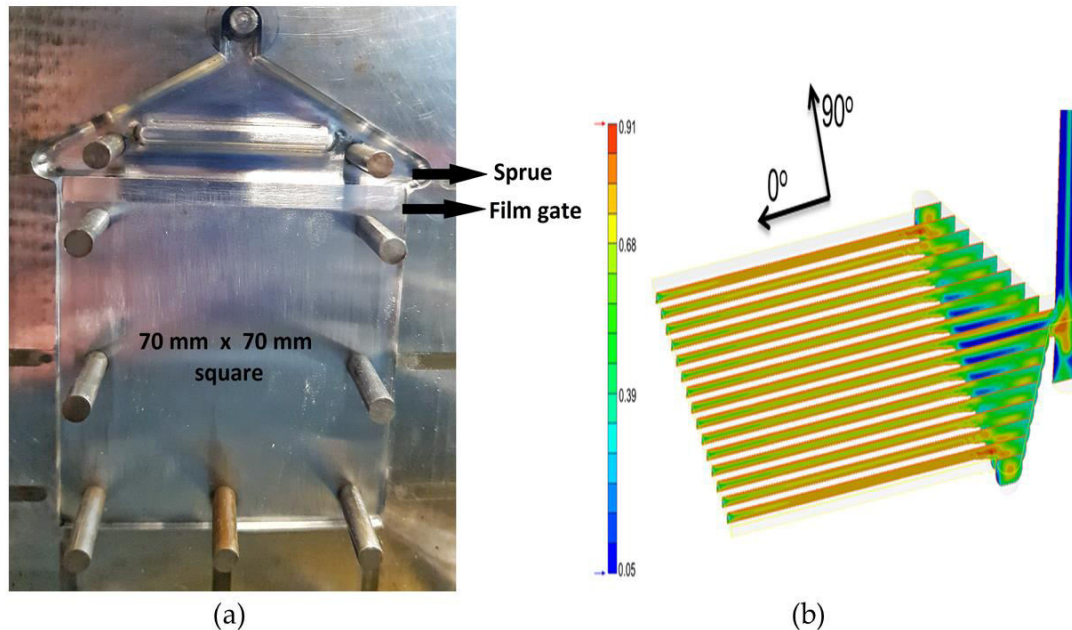 Sprue
Film gate
70 mm x 70 mm
square
(a)
90°
0°
0.91
0.68
0.39
0.05
(b)